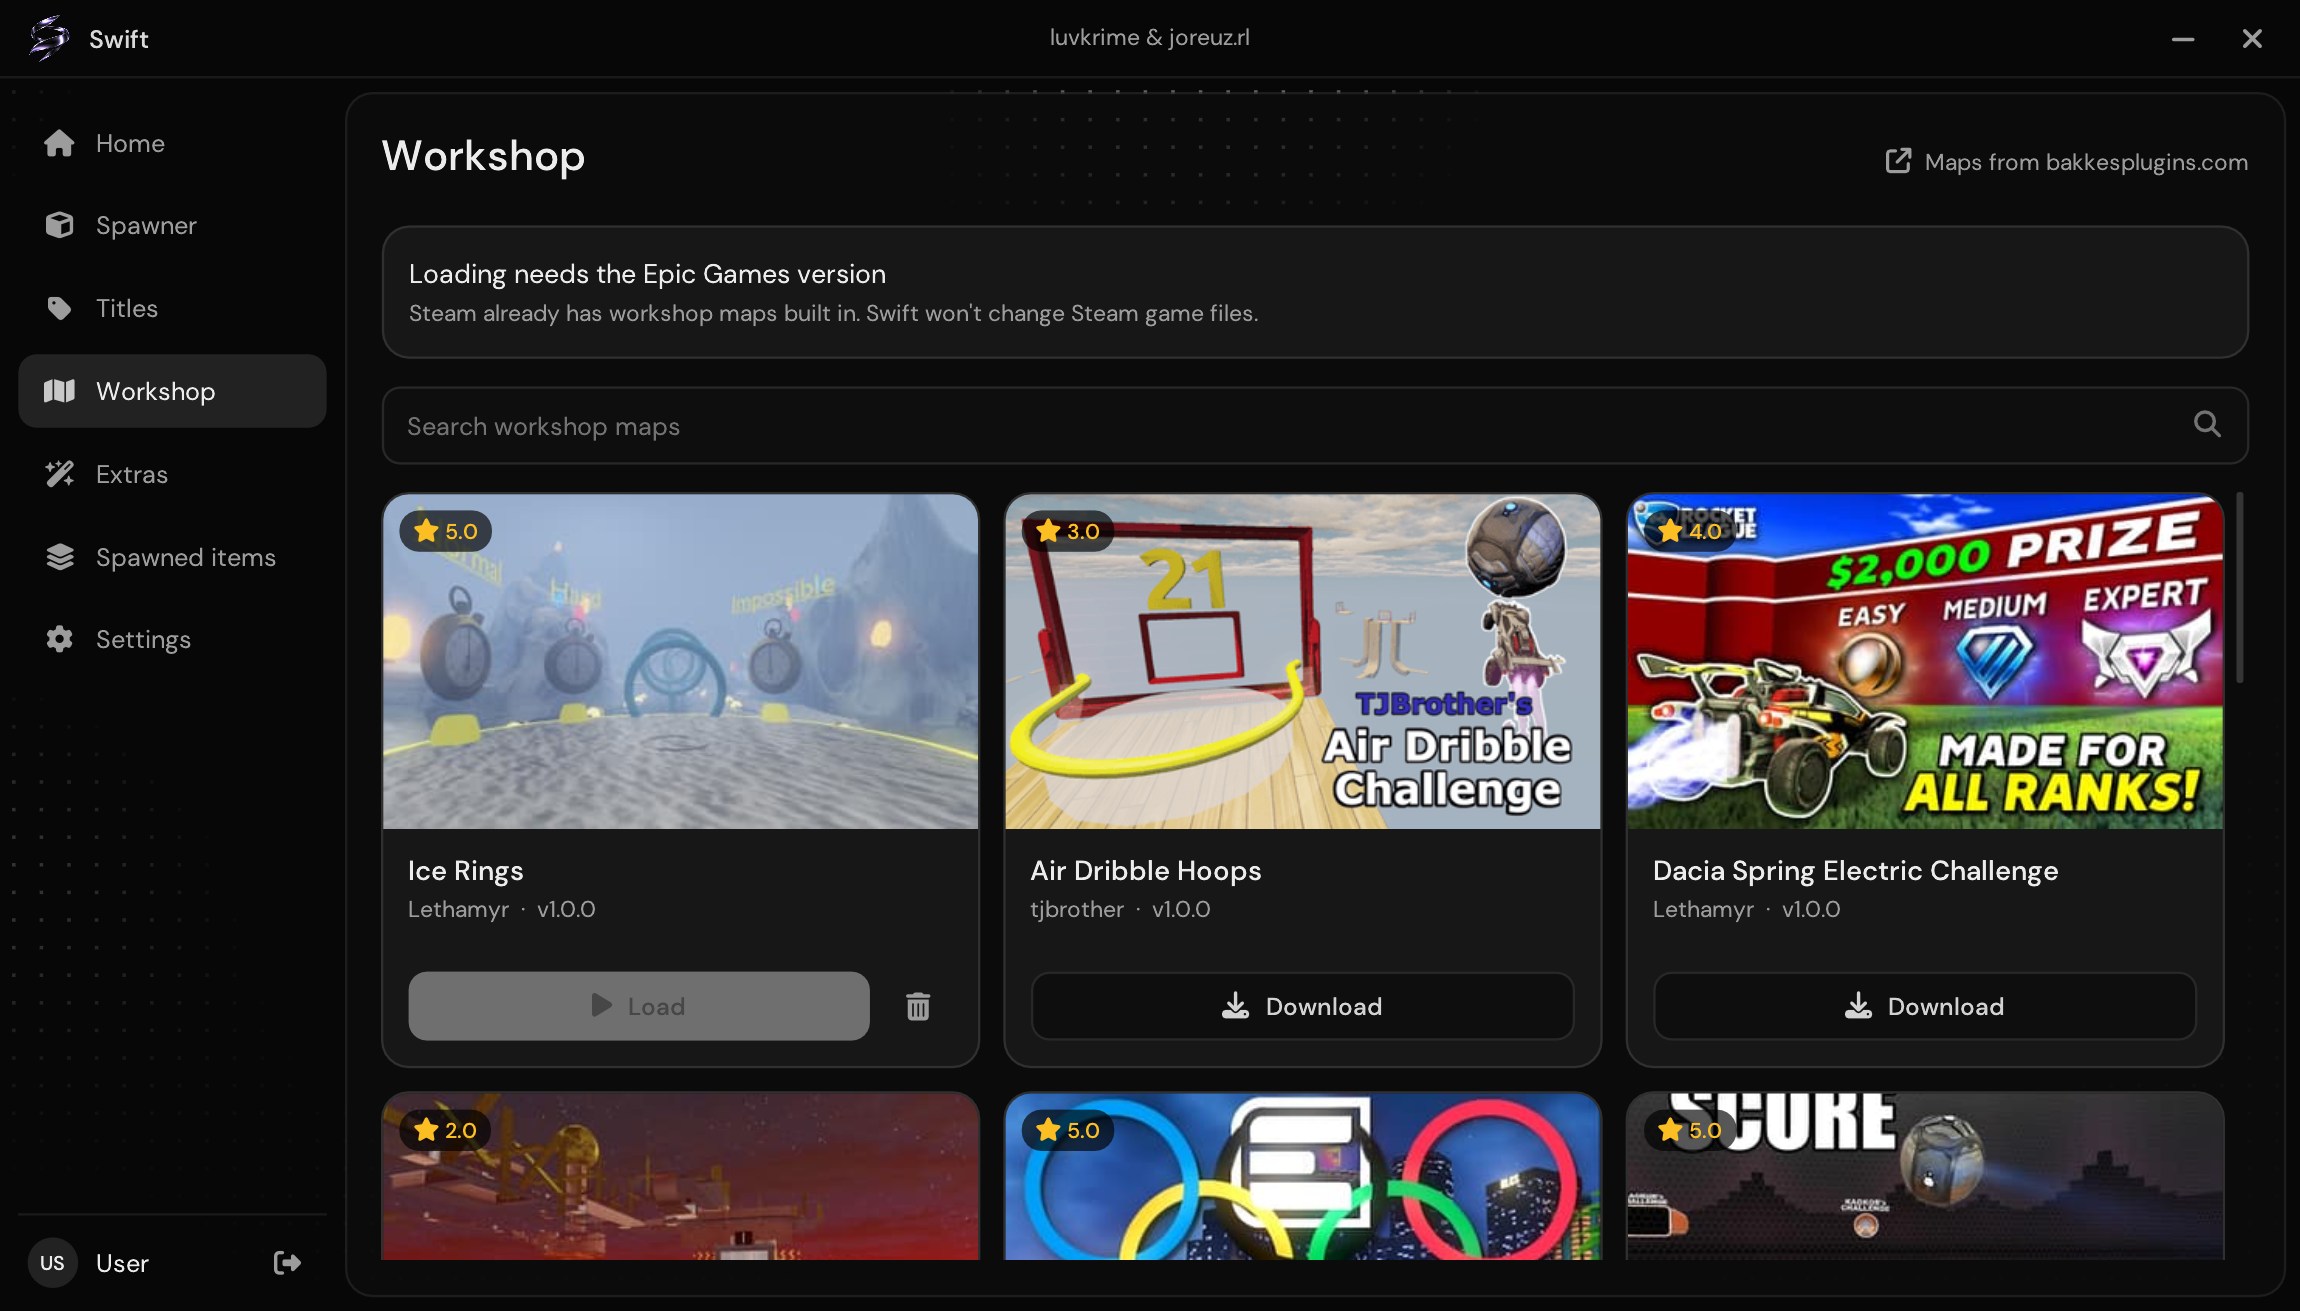 Swift
luvkrime & joreuz.rl
Home
Spawner
Titles
Workshop
Extras
Spawned items
Settings
US
User
Workshop
Maps from bakkesplugins.com
Loading needs the Epic Games version
Steam already has workshop maps built in. Swift won't change Steam game files.
Search workshop maps
5.0
Hard
Impossible
Ice Rings
Lethamyr · v1.0.0
Load
3.0
21
TJBrother's
Air Dribble
Challenge
Air Dribble Hoops
tjbrother · v1.0.0
Download
4.0
$2,000 PRIZE
EASY
MEDIUM
EXPERT
MADE FOR
ALL RANKS!
Dacia Spring Electric Challenge
Lethamyr · v1.0.0
Download
2.0
5.0
5.0
SCORE